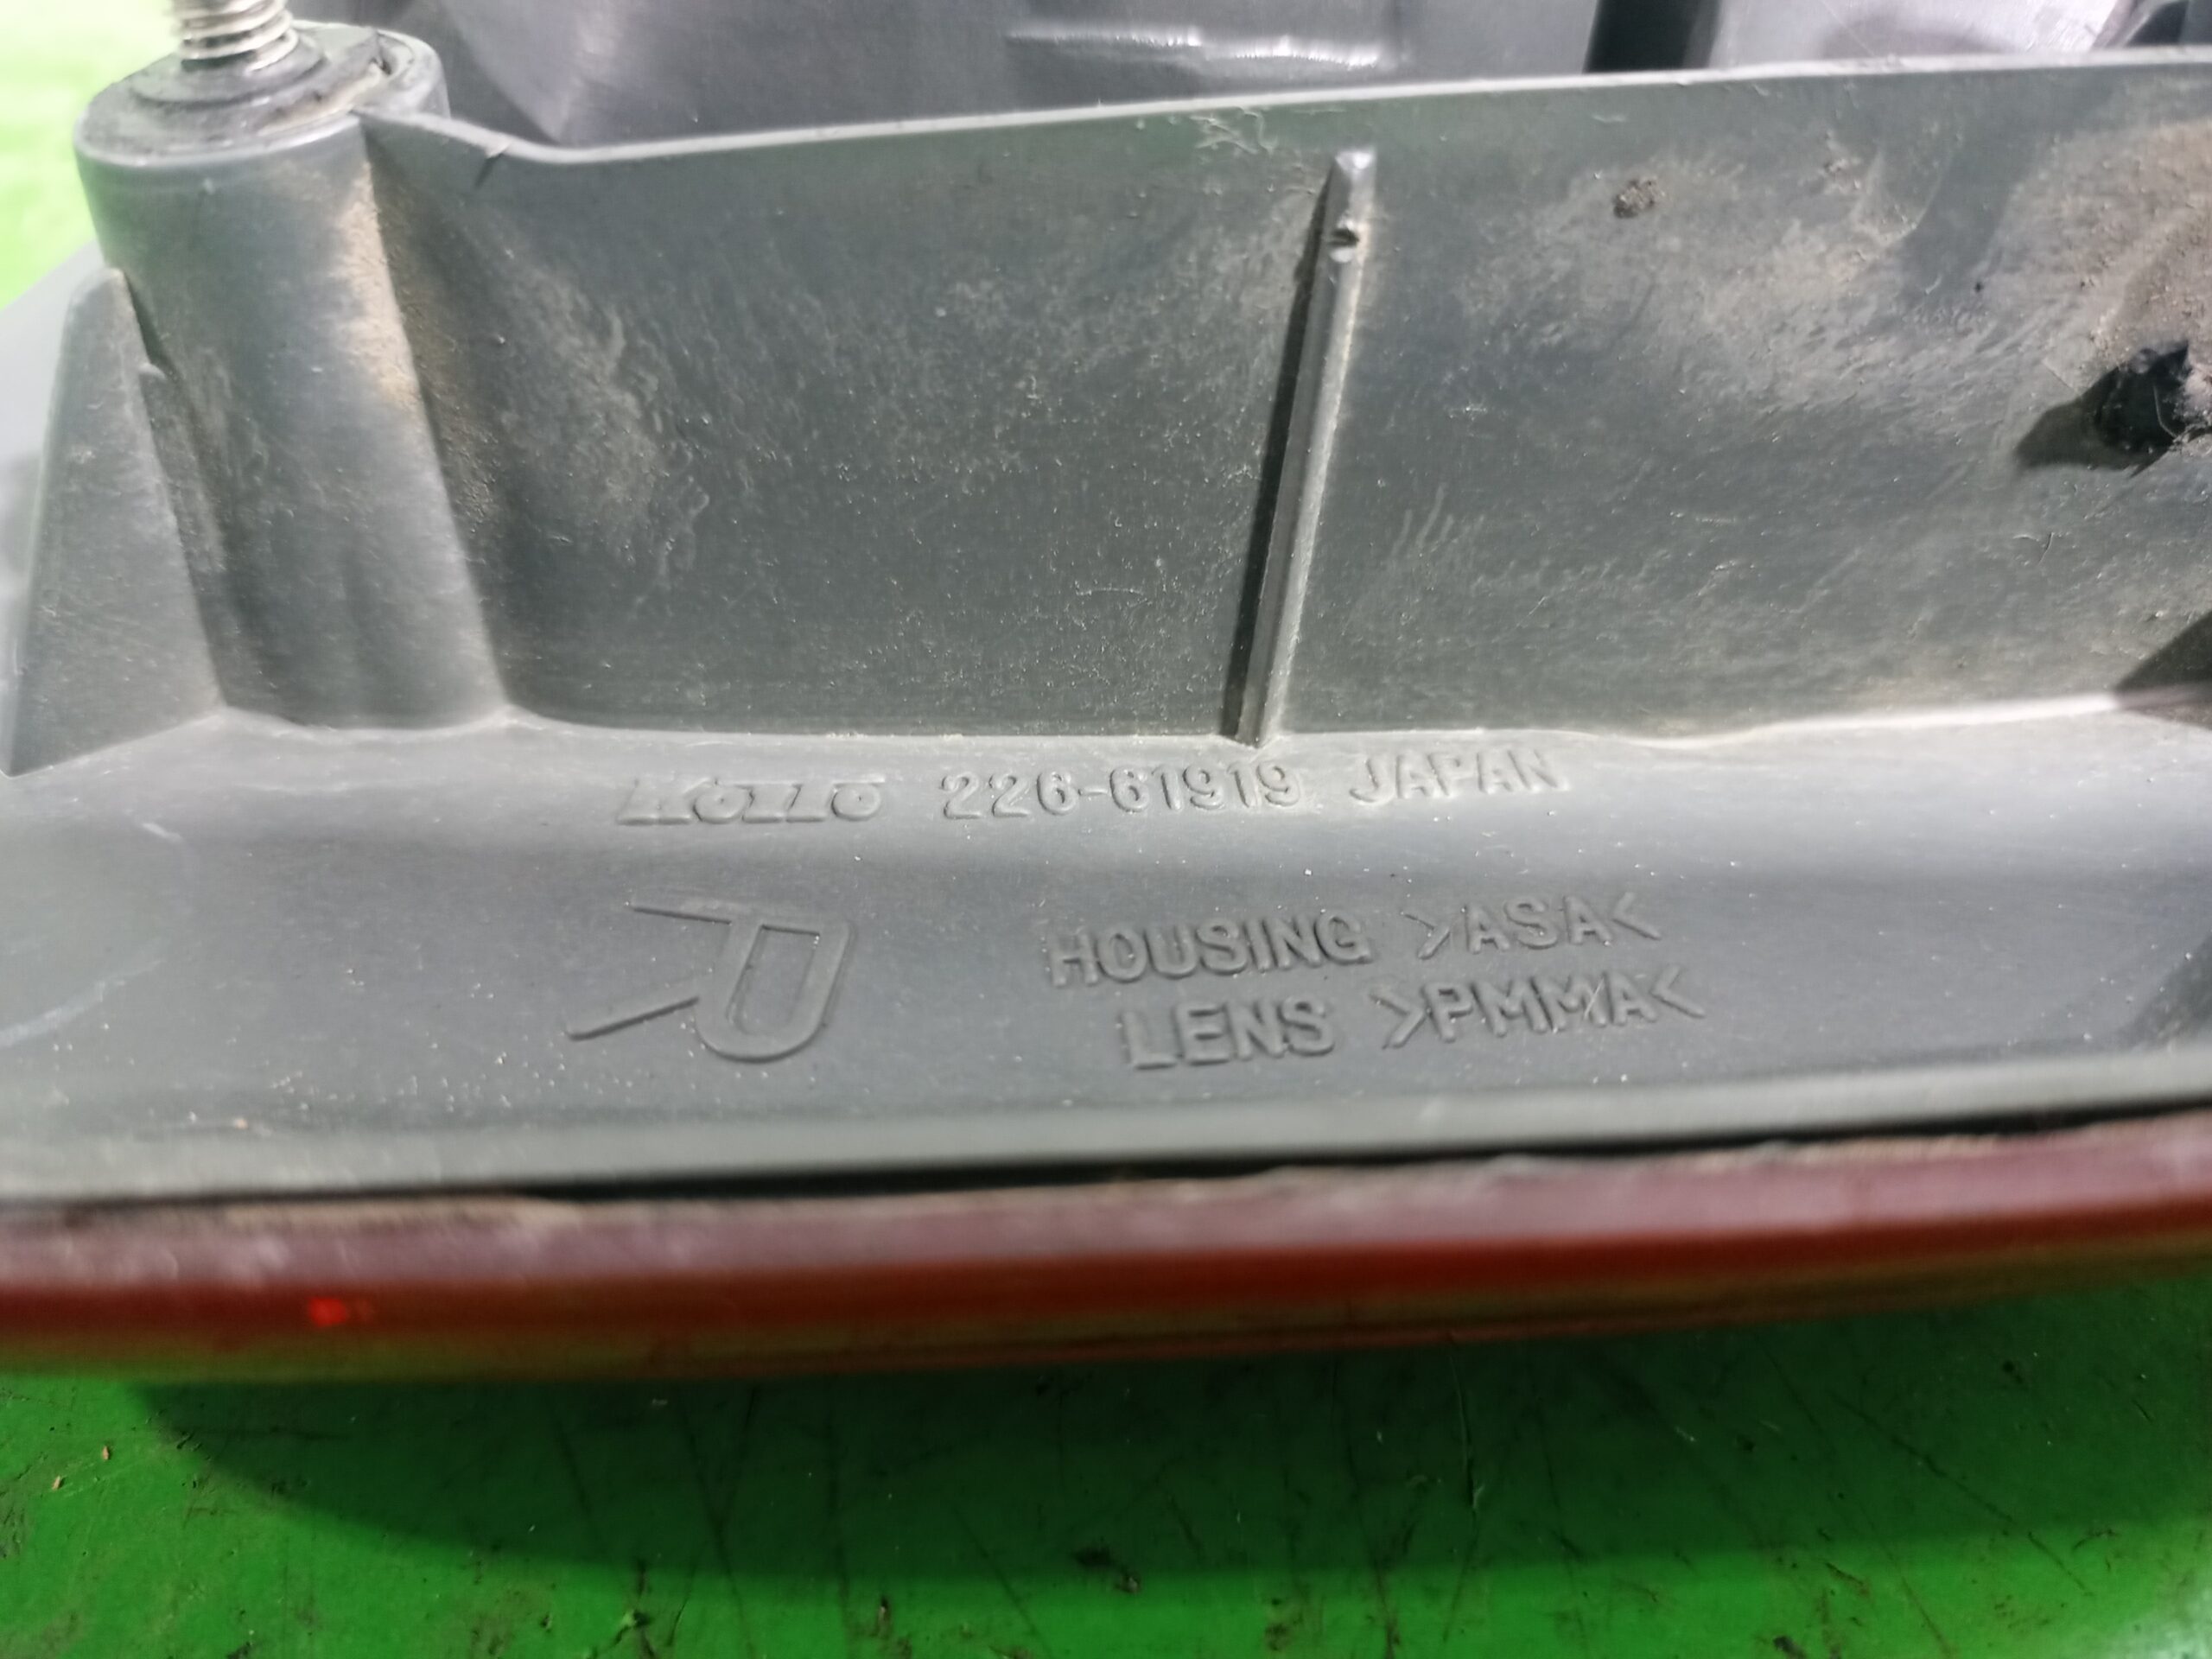 KOITO 226-61919 JAPAN
R
HOUSING >ASA<
LENS >PMMA<